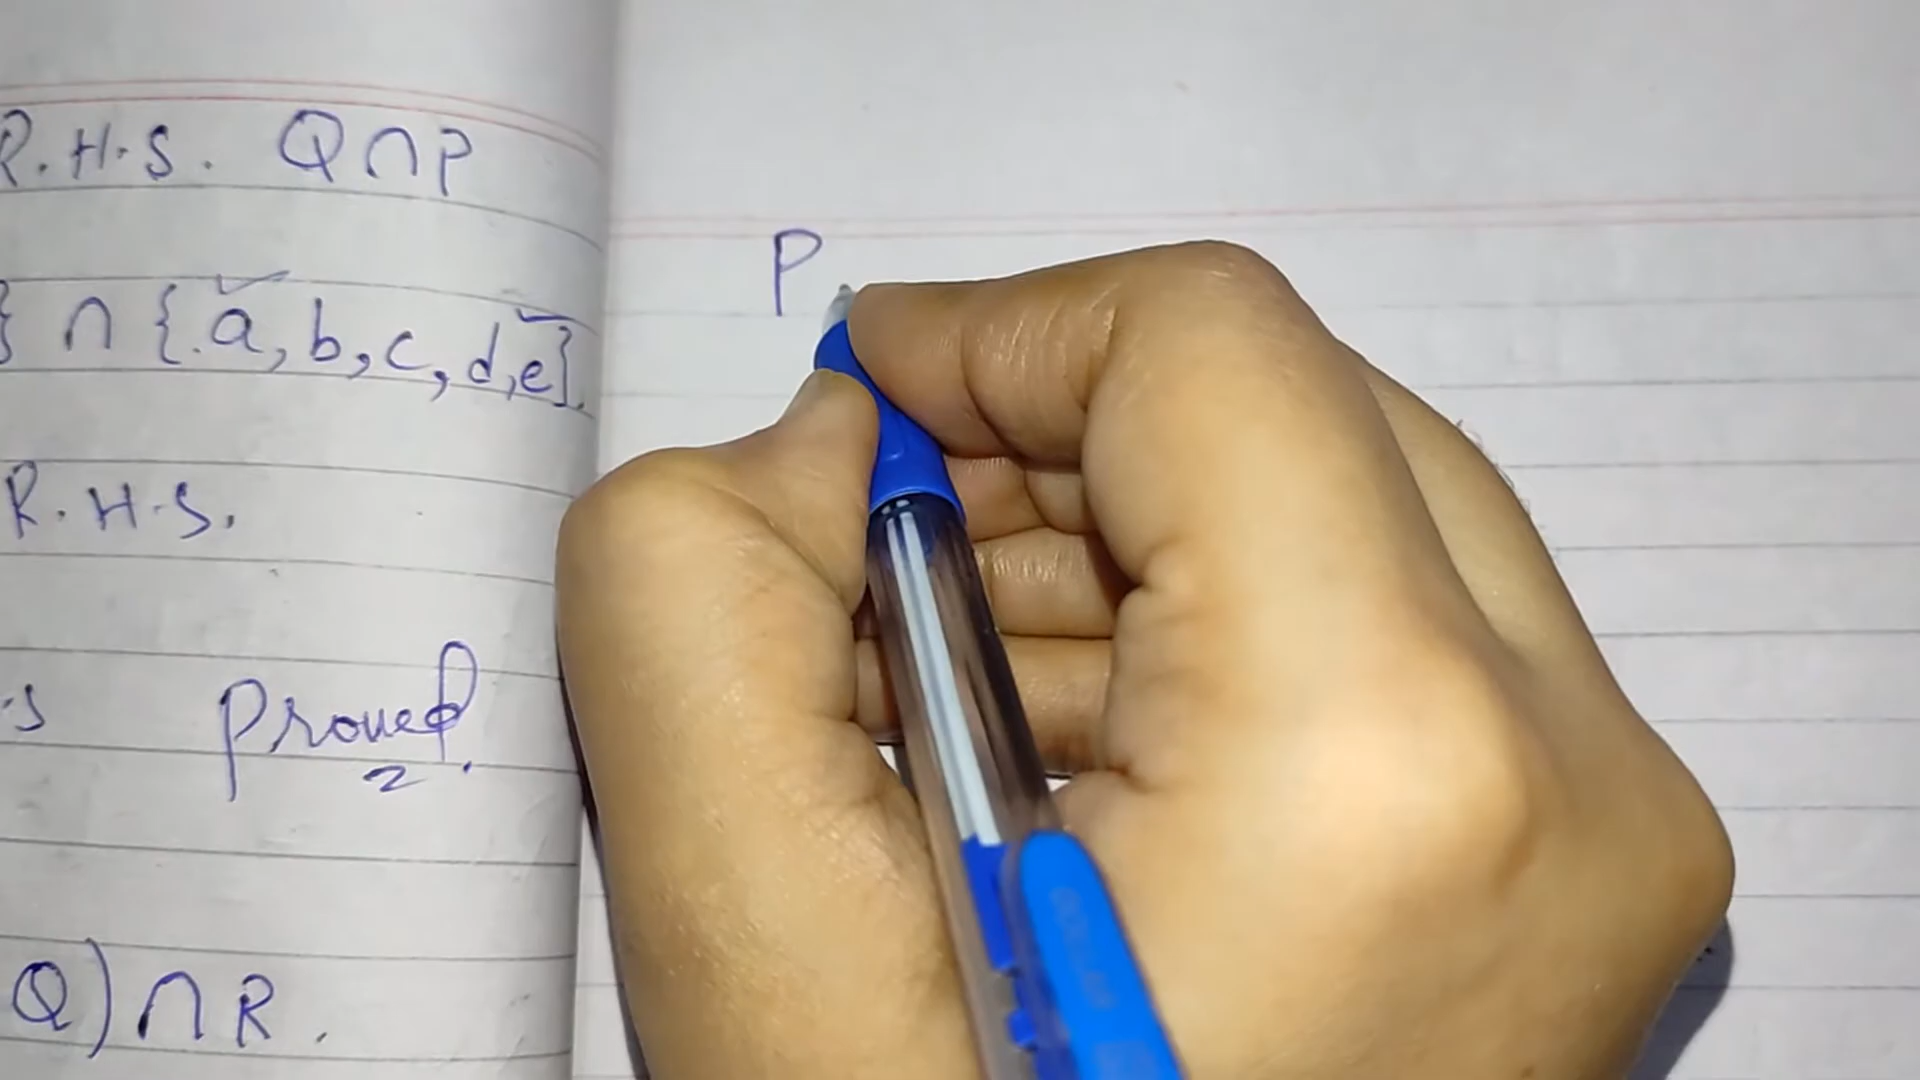 R.H.S. Q∩P
} ∩ {a, b, c, d, e}.
R.H.S.
.s Proved.
Q) ∩ R.
P